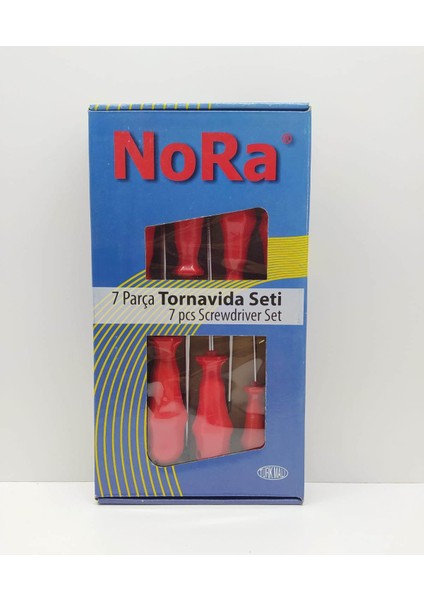 NoRa®
7 Parça Tornavida Seti
7 pcs Screwdriver Set
TÜRK MALI